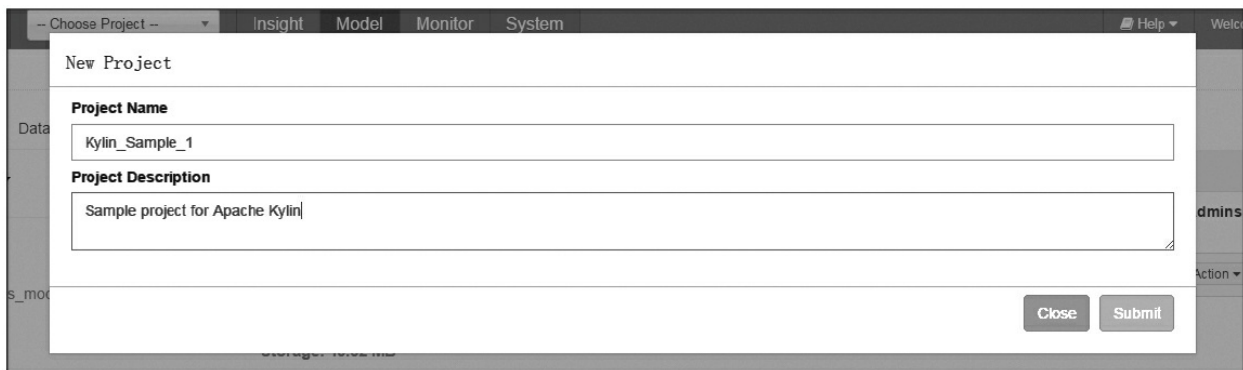 -- Choose Project -- Insight Model Monitor System Help Welc
New Project
Project Name
Data
Kylin_Sample_1
Project Description
Sample project for Apache Kylin
dmins
Action
s_mod
Close Submit